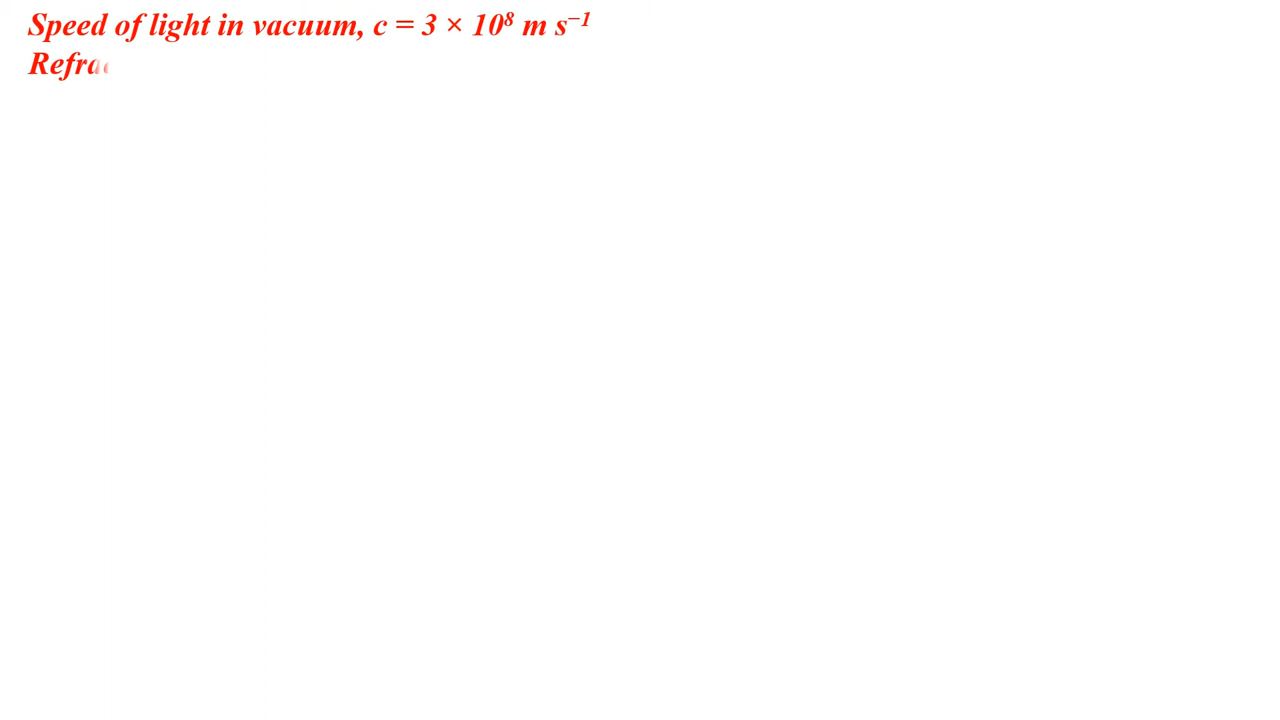 Speed of light in vacuum, c = 3 × 10⁸ m s⁻¹